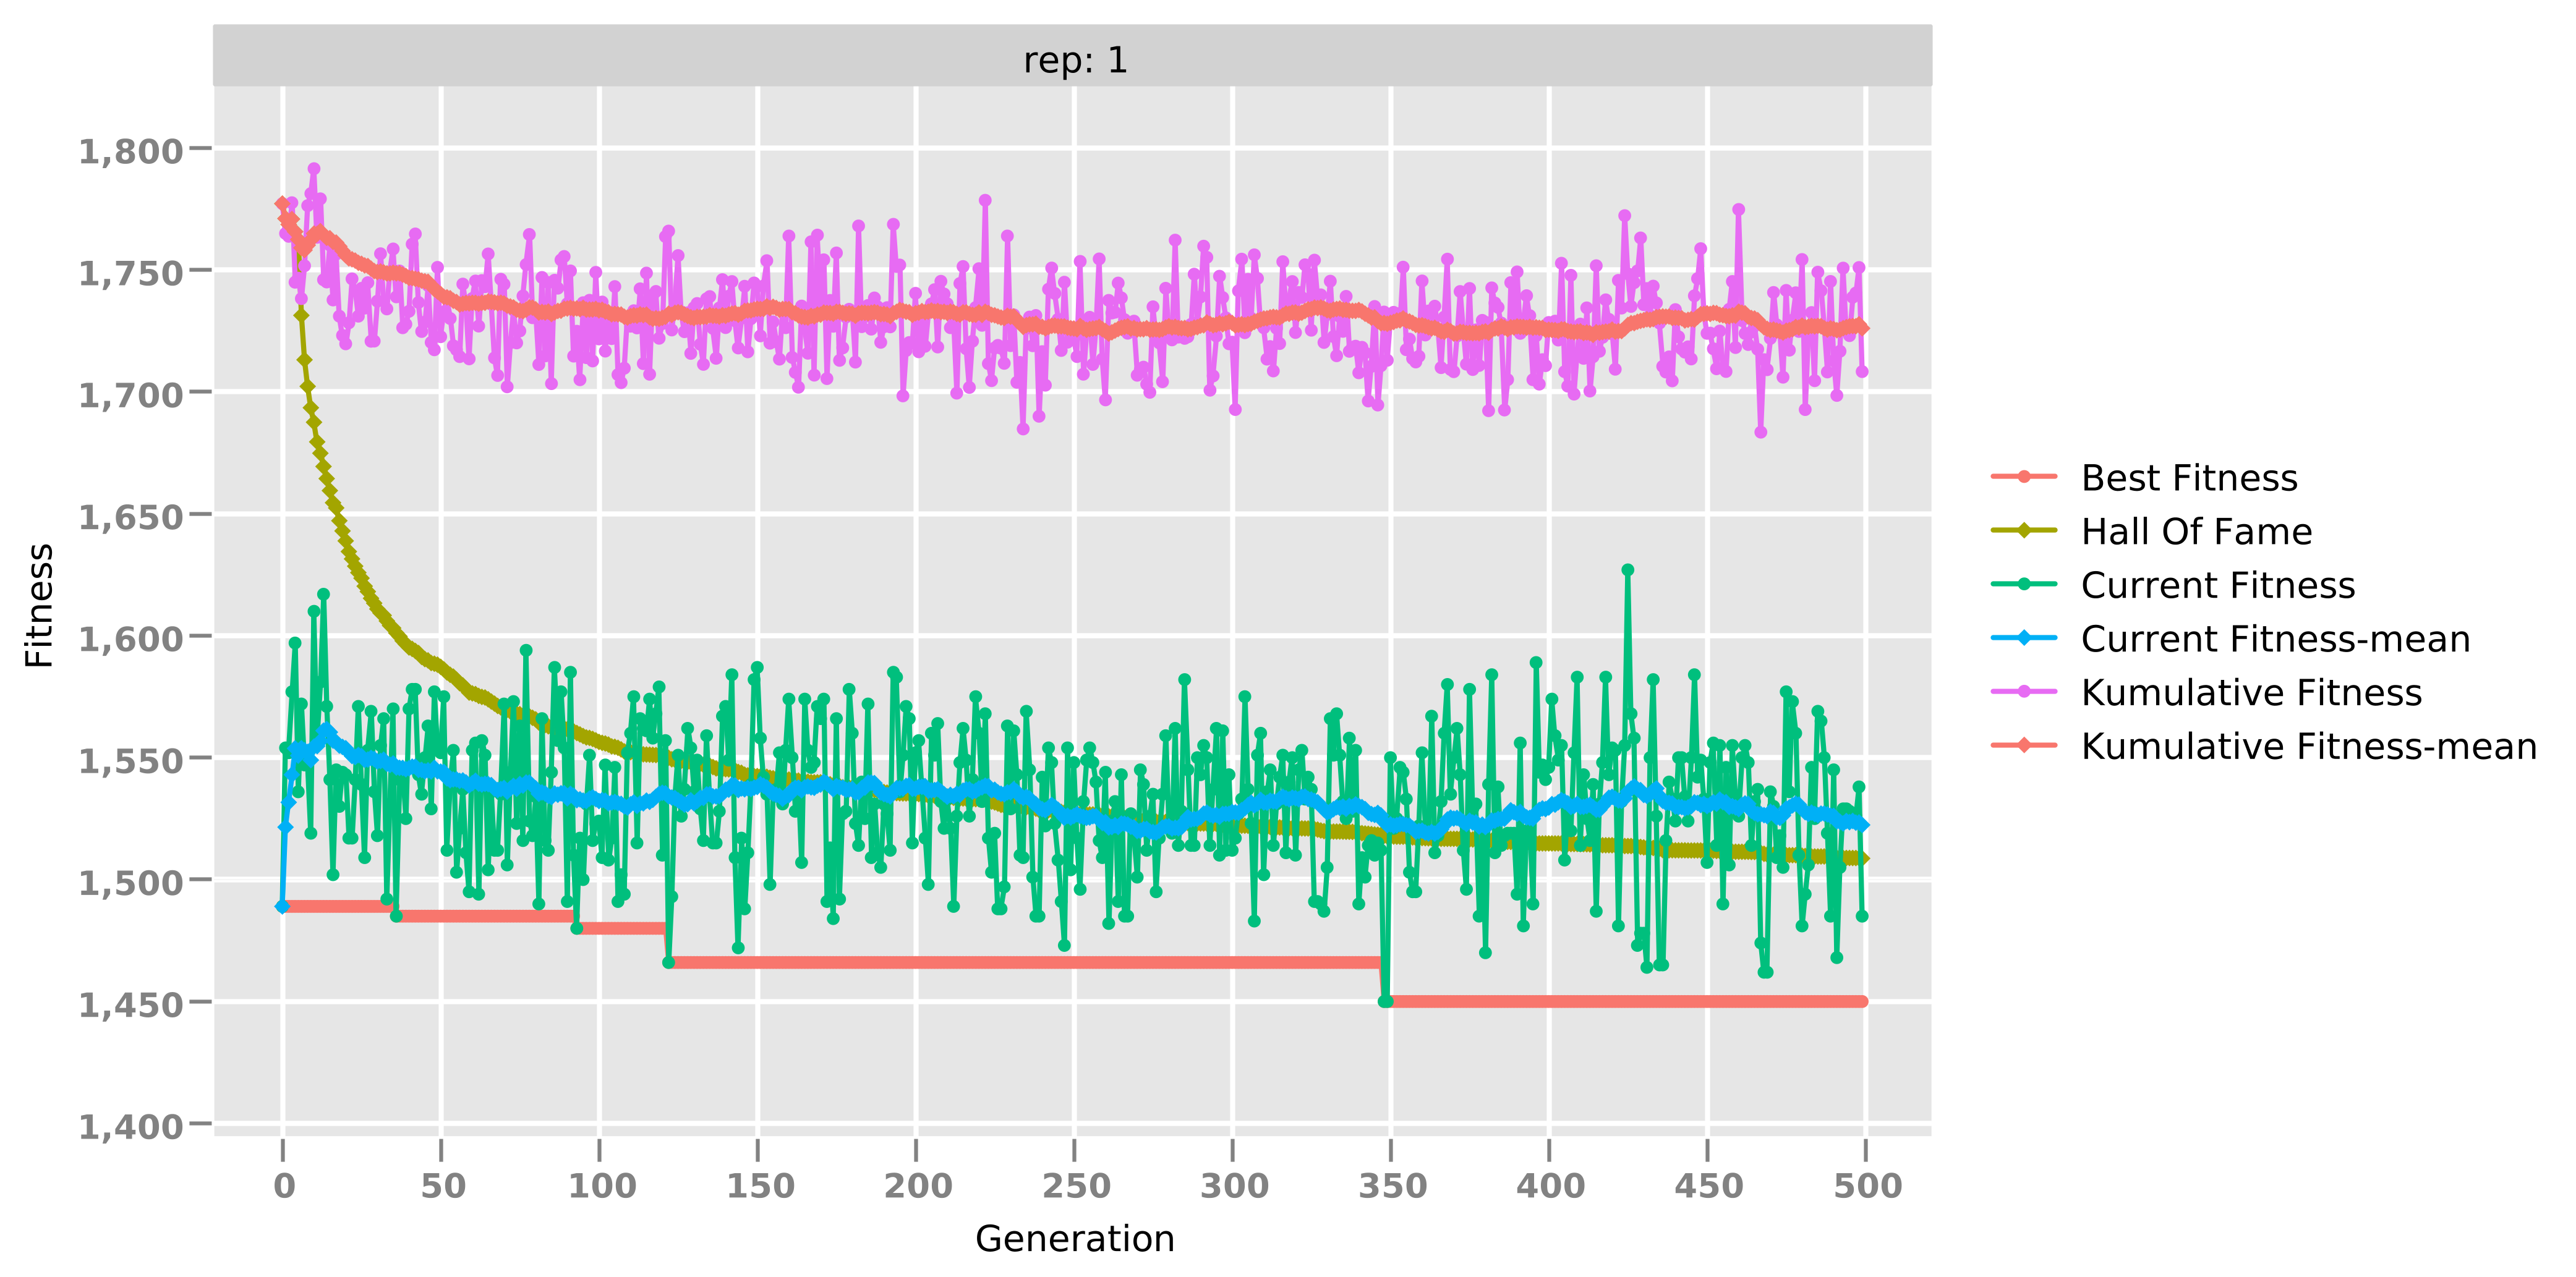 rep: 1
1,800
1,750
1,700
1,650
1,600
1,550
1,500
1,450
1,400
Fitness
0 50 100 150 200 250 300 350 400 450 500
Generation
Best Fitness
Hall Of Fame
Current Fitness
Current Fitness-mean
Kumulative Fitness
Kumulative Fitness-mean